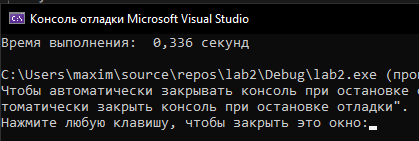 Консоль отладки Microsoft Visual Studio
Время выполнения:  0,336 секунд
C:\Users\maxim\source\repos\lab2\Debug\lab2.exe (про
Чтобы автоматически закрывать консоль при остановке о
томатически закрыть консоль при остановке отладки".
Нажмите любую клавишу, чтобы закрыть это окно: